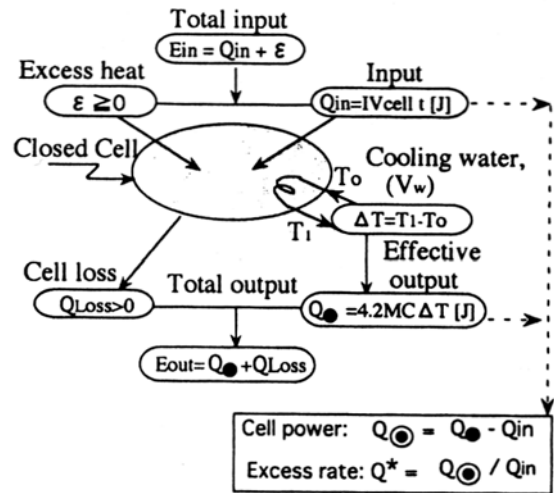 Total input
Ein = Qin + ε
Excess heat
ε ≧0
Input
Qin=IVcell t [J]
Closed Cell
Cooling water,
(Vw)
To
T1
ΔT=T1-To
Cell loss
QLoss>0
Total output
Effective
output
Q● =4.2MCΔT [J]
Eout= Q● +QLoss
Cell power: Q◉ = Q● - Qin
Excess rate: Q* = Q◉ / Qin